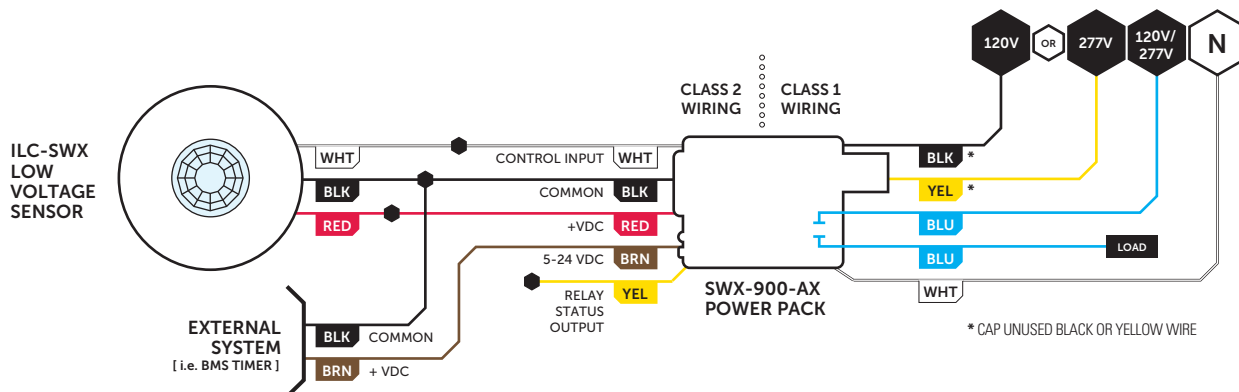 120V
OR
277V
120V/
277V
N
CLASS 2
WIRING
CLASS 1
WIRING
ILC-SWX
LOW
VOLTAGE
SENSOR
WHT
CONTROL INPUT
WHT
BLK
*
BLK
COMMON
BLK
YEL
*
RED
+VDC
RED
BLU
5-24 VDC
BRN
BLU
LOAD
RELAY
STATUS
OUTPUT
YEL
WHT
SWX-900-AX
POWER PACK
EXTERNAL
SYSTEM
[ i.e. BMS TIMER ]
BLK
COMMON
BRN
+ VDC
* CAP UNUSED BLACK OR YELLOW WIRE